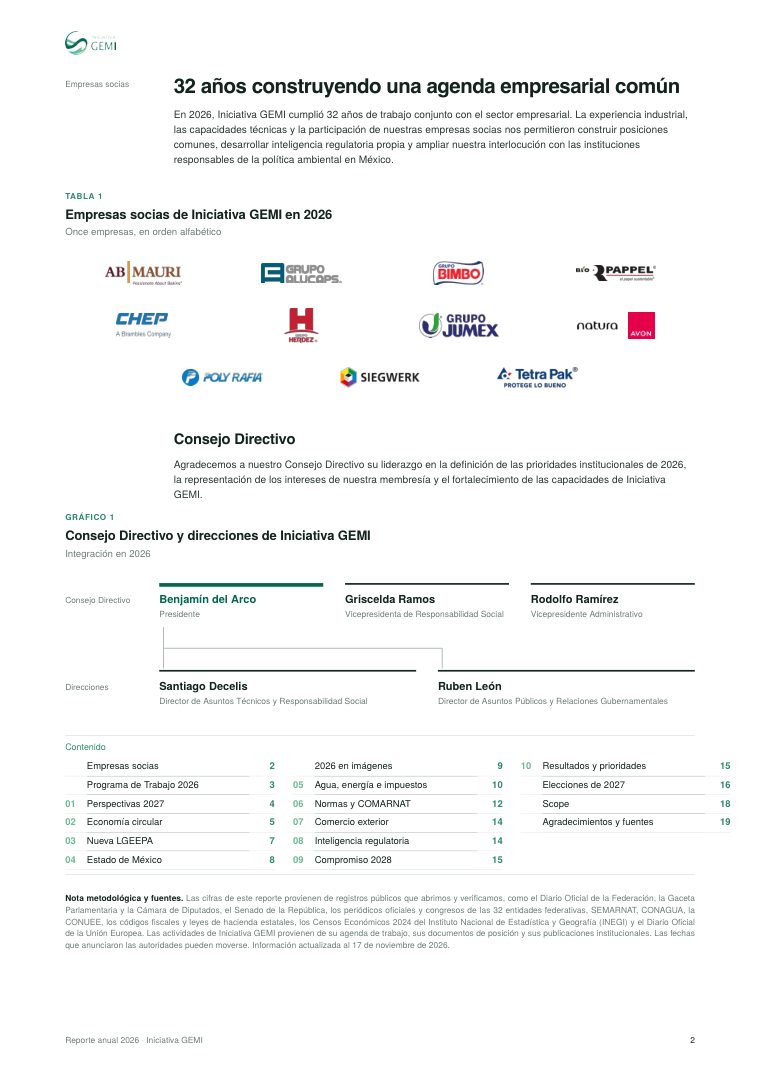 INICIATIVA
GEMI
Empresas socias
32 años construyendo una agenda empresarial común
En 2026, Iniciativa GEMI cumplió 32 años de trabajo conjunto con el sector empresarial. La experiencia industrial,
las capacidades técnicas y la participación de nuestras empresas socias nos permitieron construir posiciones
comunes, desarrollar inteligencia regulatoria propia y ampliar nuestra interlocución con las instituciones
responsables de la política ambiental en México.
TABLA 1
Empresas socias de Iniciativa GEMI en 2026
Once empresas, en orden alfabético
AB MAURI
Passionate About Baking®
GRUPO
ALUCAPS
GRUPO
BIMBO
BIO PAPPEL
el papel sustentable
CHEP
A Brambles Company
GRUPO
HERDEZ
GRUPO
JUMEX
natura
AVON
POLY RAFIA
SIEGWERK
Tetra Pak®
PROTEGE LO BUENO
Consejo Directivo
Agradecemos a nuestro Consejo Directivo su liderazgo en la definición de las prioridades institucionales de 2026,
la representación de los intereses de nuestra membresía y el fortalecimiento de las capacidades de Iniciativa
GEMI.
GRÁFICO 1
Consejo Directivo y direcciones de Iniciativa GEMI
Integración en 2026
Consejo Directivo
Benjamín del Arco
Presidente
Griscelda Ramos
Vicepresidenta de Responsabilidad Social
Rodolfo Ramírez
Vicepresidente Administrativo
Direcciones
Santiago Decelis
Director de Asuntos Técnicos y Responsabilidad Social
Ruben León
Director de Asuntos Públicos y Relaciones Gubernamentales
Contenido
Empresas socias 2
Programa de Trabajo 2026 3
01 Perspectivas 2027 4
02 Economía circular 5
03 Nueva LGEEPA 7
04 Estado de México 8
2026 en imágenes 9
05 Agua, energía e impuestos 10
06 Normas y COMARNAT 12
07 Comercio exterior 14
08 Inteligencia regulatoria 14
09 Compromiso 2028 15
10 Resultados y prioridades 15
Elecciones de 2027 16
Scope 18
Agradecimientos y fuentes 19
Nota metodológica y fuentes. Las cifras de este reporte provienen de registros públicos que abrimos y verificamos, como el Diario Oficial de la Federación, la Gaceta
Parlamentaria y la Cámara de Diputados, el Senado de la República, los periódicos oficiales y congresos de las 32 entidades federativas, SEMARNAT, CONAGUA, la
CONUEE, los códigos fiscales y leyes de hacienda estatales, los Censos Económicos 2024 del Instituto Nacional de Estadística y Geografía (INEGI) y el Diario Oficial
de la Unión Europea. Las actividades de Iniciativa GEMI provienen de su agenda de trabajo, sus documentos de posición y sus publicaciones institucionales. Las fechas
que anunciaron las autoridades pueden moverse. Información actualizada al 17 de noviembre de 2026.
Reporte anual 2026 · Iniciativa GEMI
2